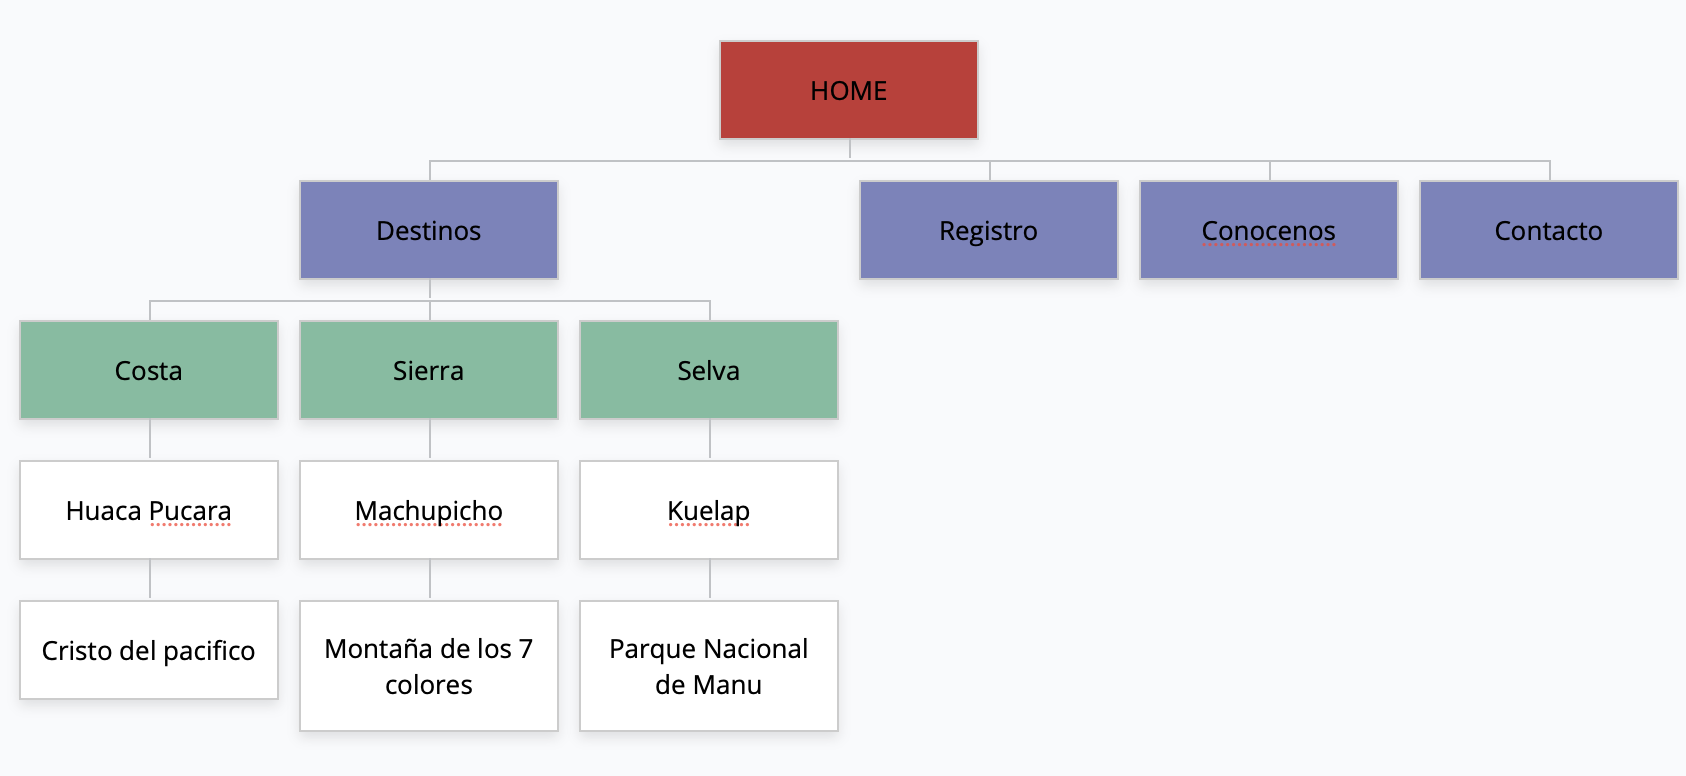 HOME
Destinos
Registro
Conocenos
Contacto
Costa
Sierra
Selva
Huaca Pucara
Machupicho
Kuelap
Cristo del pacifico
Montaña de los 7
colores
Parque Nacional
de Manu